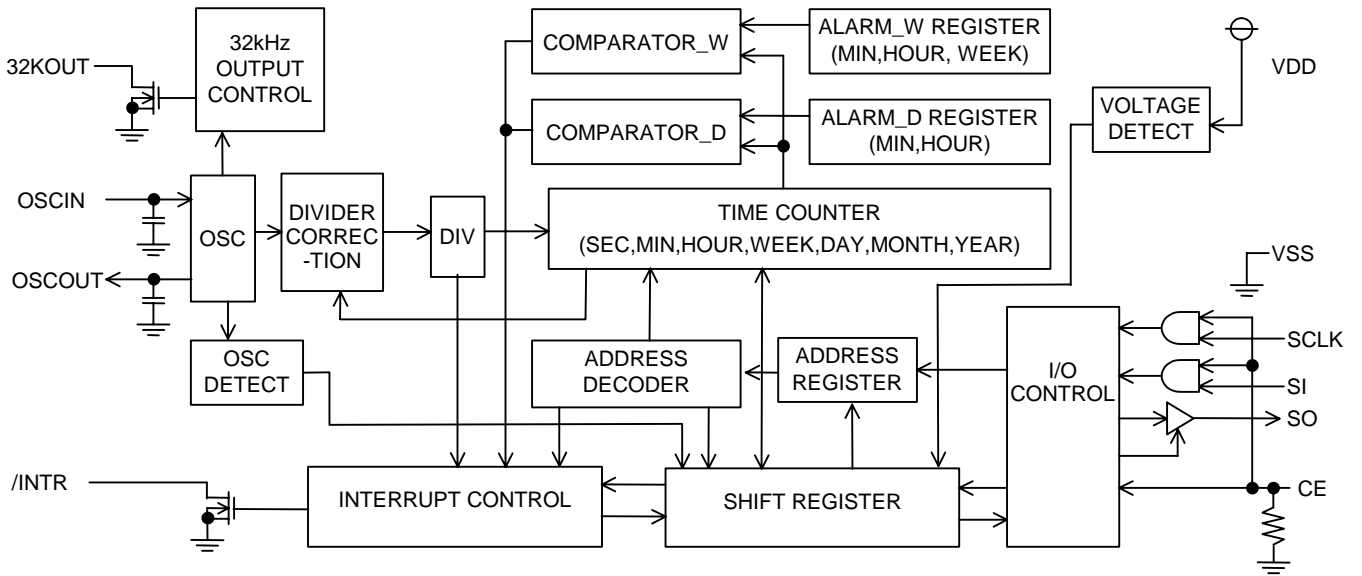 32KOUT
32kHz
OUTPUT
CONTROL
COMPARATOR_W
ALARM_W REGISTER
(MIN,HOUR, WEEK)
VDD
COMPARATOR_D
ALARM_D REGISTER
(MIN,HOUR)
VOLTAGE
DETECT
OSCIN
OSCOUT
OSC
DIVIDER
CORREC
-TION
DIV
TIME COUNTER
(SEC,MIN,HOUR,WEEK,DAY,MONTH,YEAR)
VSS
OSC
DETECT
ADDRESS
DECODER
ADDRESS
REGISTER
I/O
CONTROL
SCLK
SI
SO
/INTR
INTERRUPT CONTROL
SHIFT REGISTER
CE